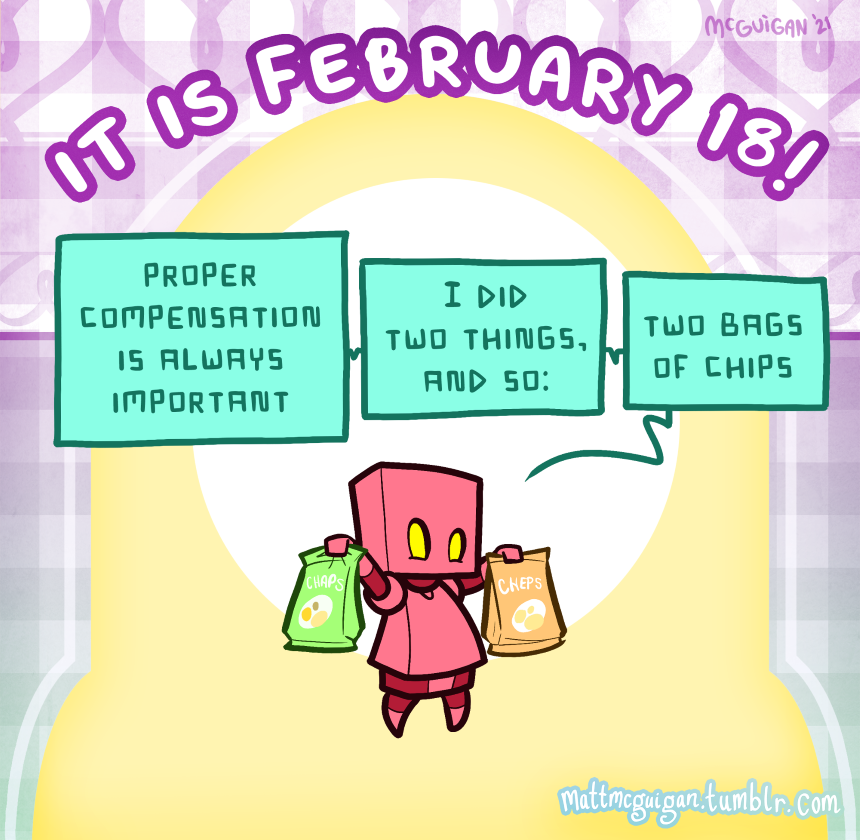 McGUiGAN '21
IT IS FEBRUARY 18!
PROPER
COMPENSATION
IS ALWAYS
IMPORTANT
I DID
TWO THINGS,
AND SO:
TWO BAGS
OF CHIPS
CHAPS
CHEPS
mattmcguigan.tumblr.com